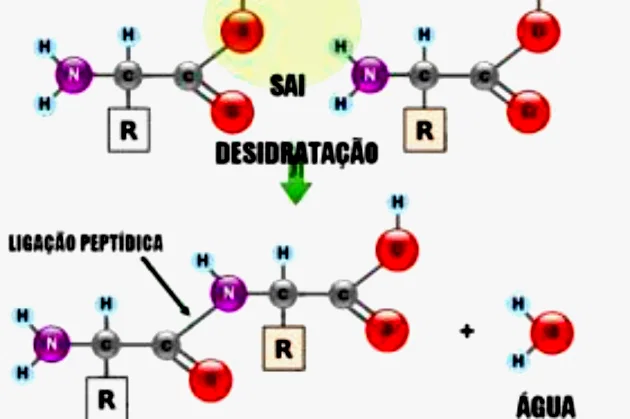 H H
H H
N C C N C C
H H
SAI
R R
DESIDRATAÇÃO
H
LIGAÇÃO PEPTÍDICA
H H
N C C
H H
H
N C C
+
R
H
H
R
ÁGUA